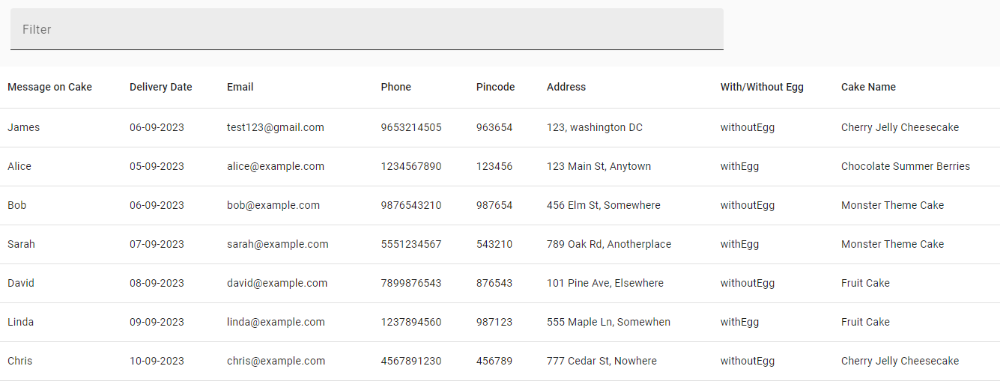 Filter
Message on Cake Delivery Date Email Phone Pincode Address With/Without Egg Cake Name
James 06-09-2023 test123@gmail.com 9653214505 963654 123, washington DC withoutEgg Cherry Jelly Cheesecake
Alice 05-09-2023 alice@example.com 1234567890 123456 123 Main St, Anytown withEgg Chocolate Summer Berries
Bob 06-09-2023 bob@example.com 9876543210 987654 456 Elm St, Somewhere withoutEgg Monster Theme Cake
Sarah 07-09-2023 sarah@example.com 5551234567 543210 789 Oak Rd, Anotherplace withEgg Monster Theme Cake
David 08-09-2023 david@example.com 7899876543 876543 101 Pine Ave, Elsewhere withoutEgg Fruit Cake
Linda 09-09-2023 linda@example.com 1237894560 987123 555 Maple Ln, Somewhen withEgg Fruit Cake
Chris 10-09-2023 chris@example.com 4567891230 456789 777 Cedar St, Nowhere withoutEgg Cherry Jelly Cheesecake